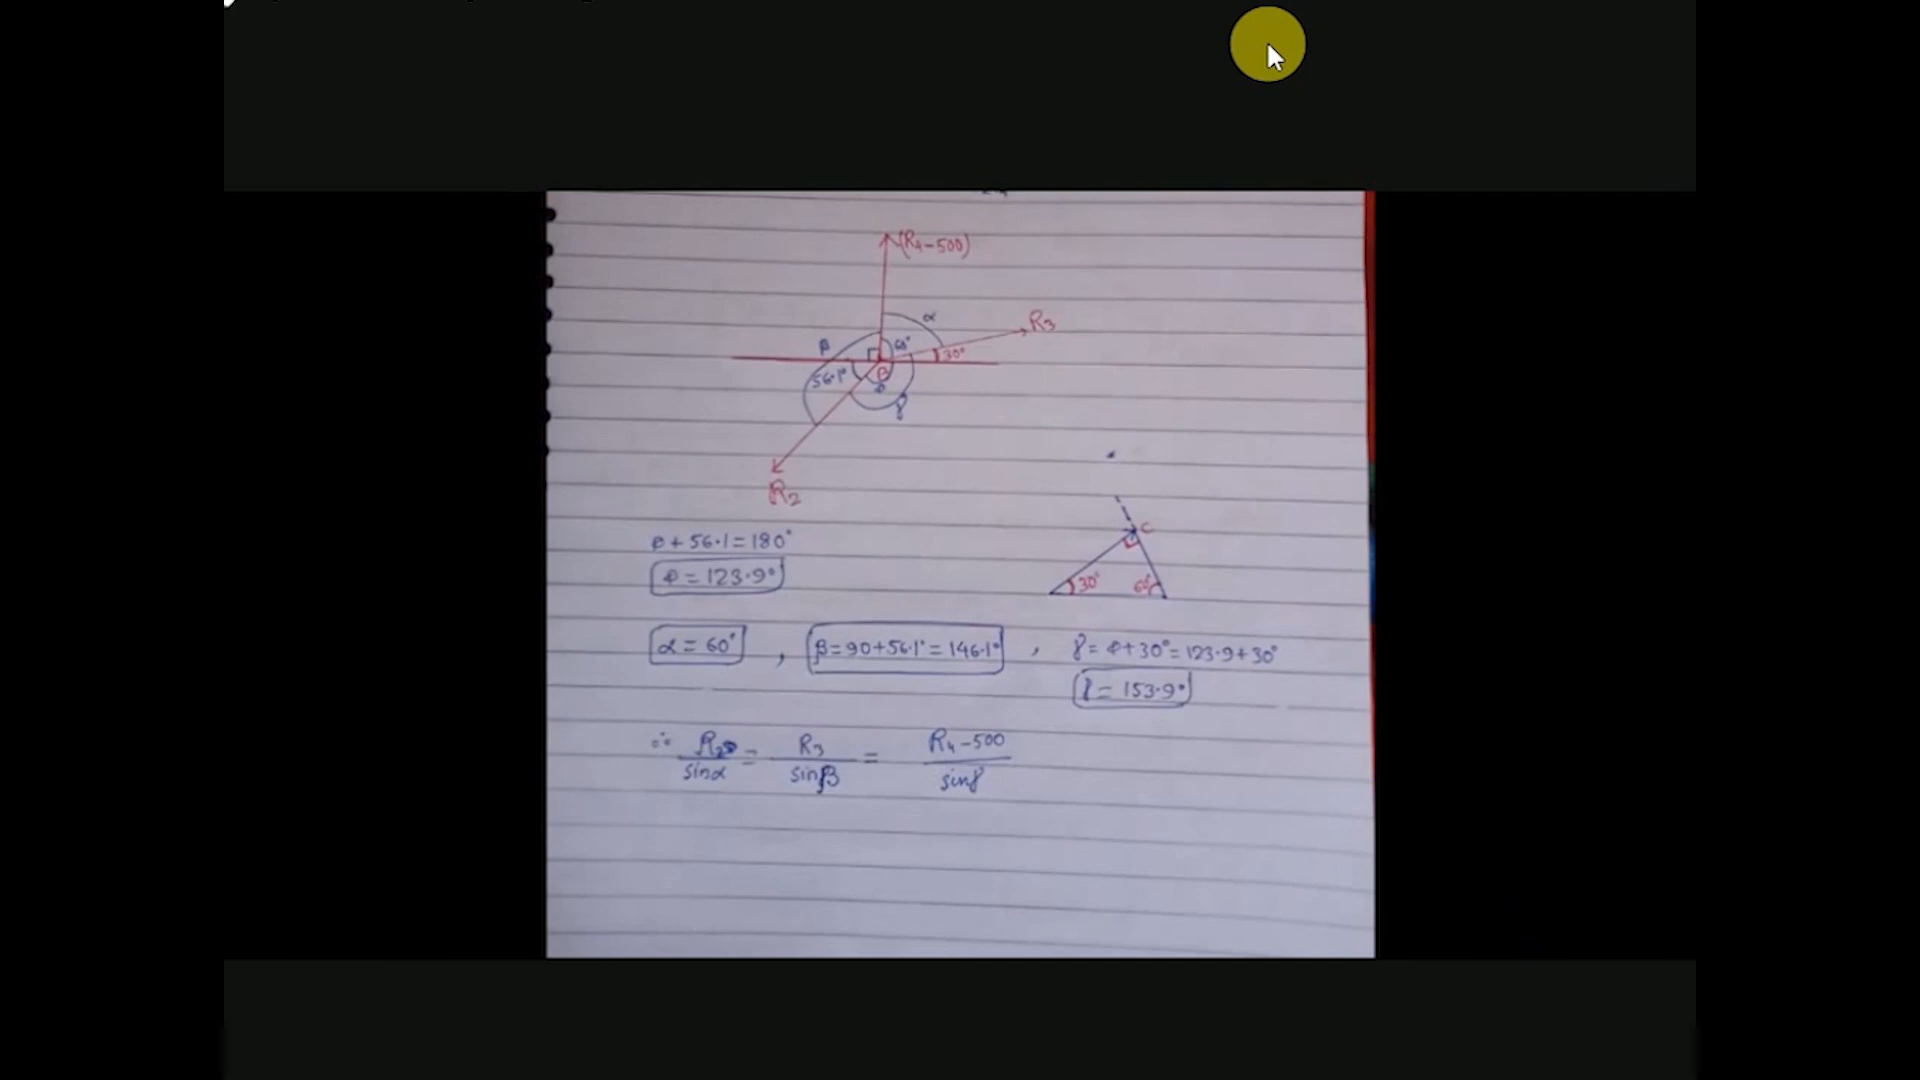 (R4-500)
α
R3
60°
30°
β
56.1°
B
φ
γ
R2
φ + 56.1 = 180°
φ = 123.9°
C
30°
60°
α = 60° , β = 90 + 56.1° = 146.1° , γ = φ + 30° = 123.9 + 30°
γ = 153.9°
∴ R2 / sinα = R3 / sinβ = R4-500 / sinγ